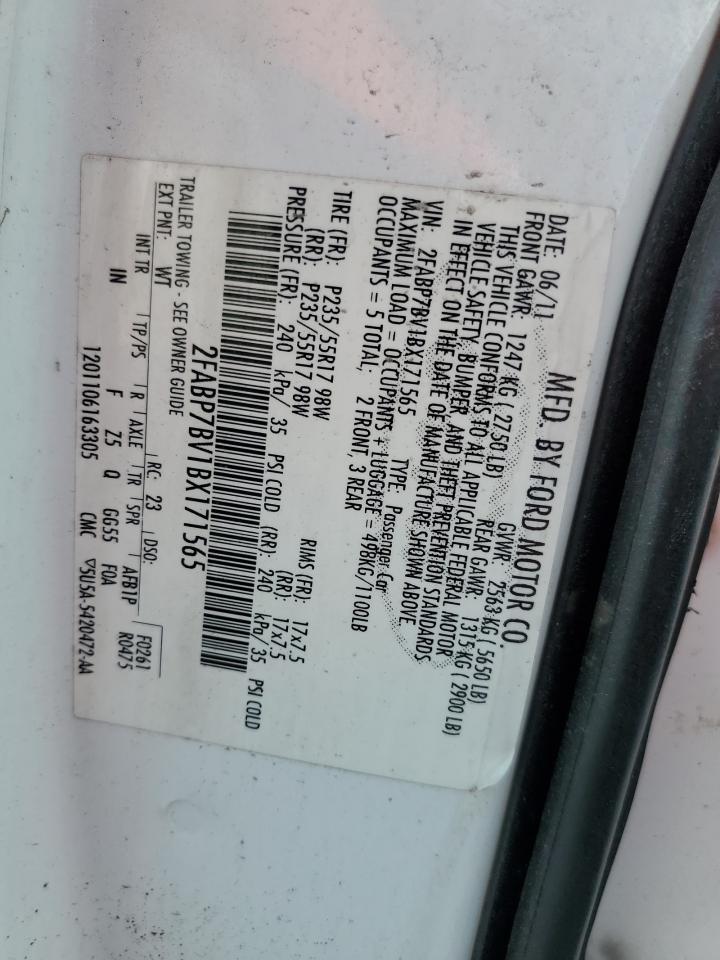 MFD. BY FORD MOTOR CO.
DATE: 06/11 GVWR: 2563 KG ( 5650 LB)
FRONT GAWR: 1247 KG ( 2750 LB) REAR GAWR: 1315 KG ( 2900 LB)
THIS VEHICLE CONFORMS TO ALL APPLICABLE FEDERAL MOTOR
VEHICLE SAFETY, BUMPER, AND THEFT PREVENTION STANDARDS
IN EFFECT ON THE DATE OF MANUFACTURE SHOWN ABOVE.
VIN: 2FABP7BV1BX171565 TYPE: Passenger Car
MAXIMUM LOAD = OCCUPANTS + LUGGAGE = 498KG/1100LB
OCCUPANTS = 5 TOTAL, 2 FRONT, 3 REAR
TIRE (FR): P235/55R17 98W RIMS (FR): 17x7.5
(RR): P235/55R17 98W (RR): 17x7.5
PRESSURE (FR): 240 kPa/ 35 PSI COLD (RR): 240 kPa/ 35 PSI COLD
2FABP7BV1BX171565
TRAILER TOWING - SEE OWNER GUIDE
EXT PNT: WT RC: 23 DSO: F0261
R0475
INT TR TP/PS R AXLE TR SPR AFB1P
IN F Z5 Q GG55 FDA
1201106163305 CMC 5U5A-5420472-AA